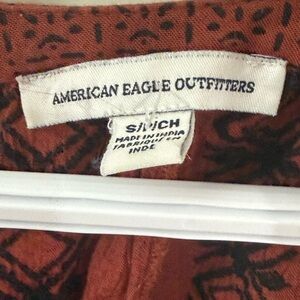 AMERICAN EAGLE OUTFITTERS
S/P/CH
MADE IN INDIA
FABRIQUE EN
INDE